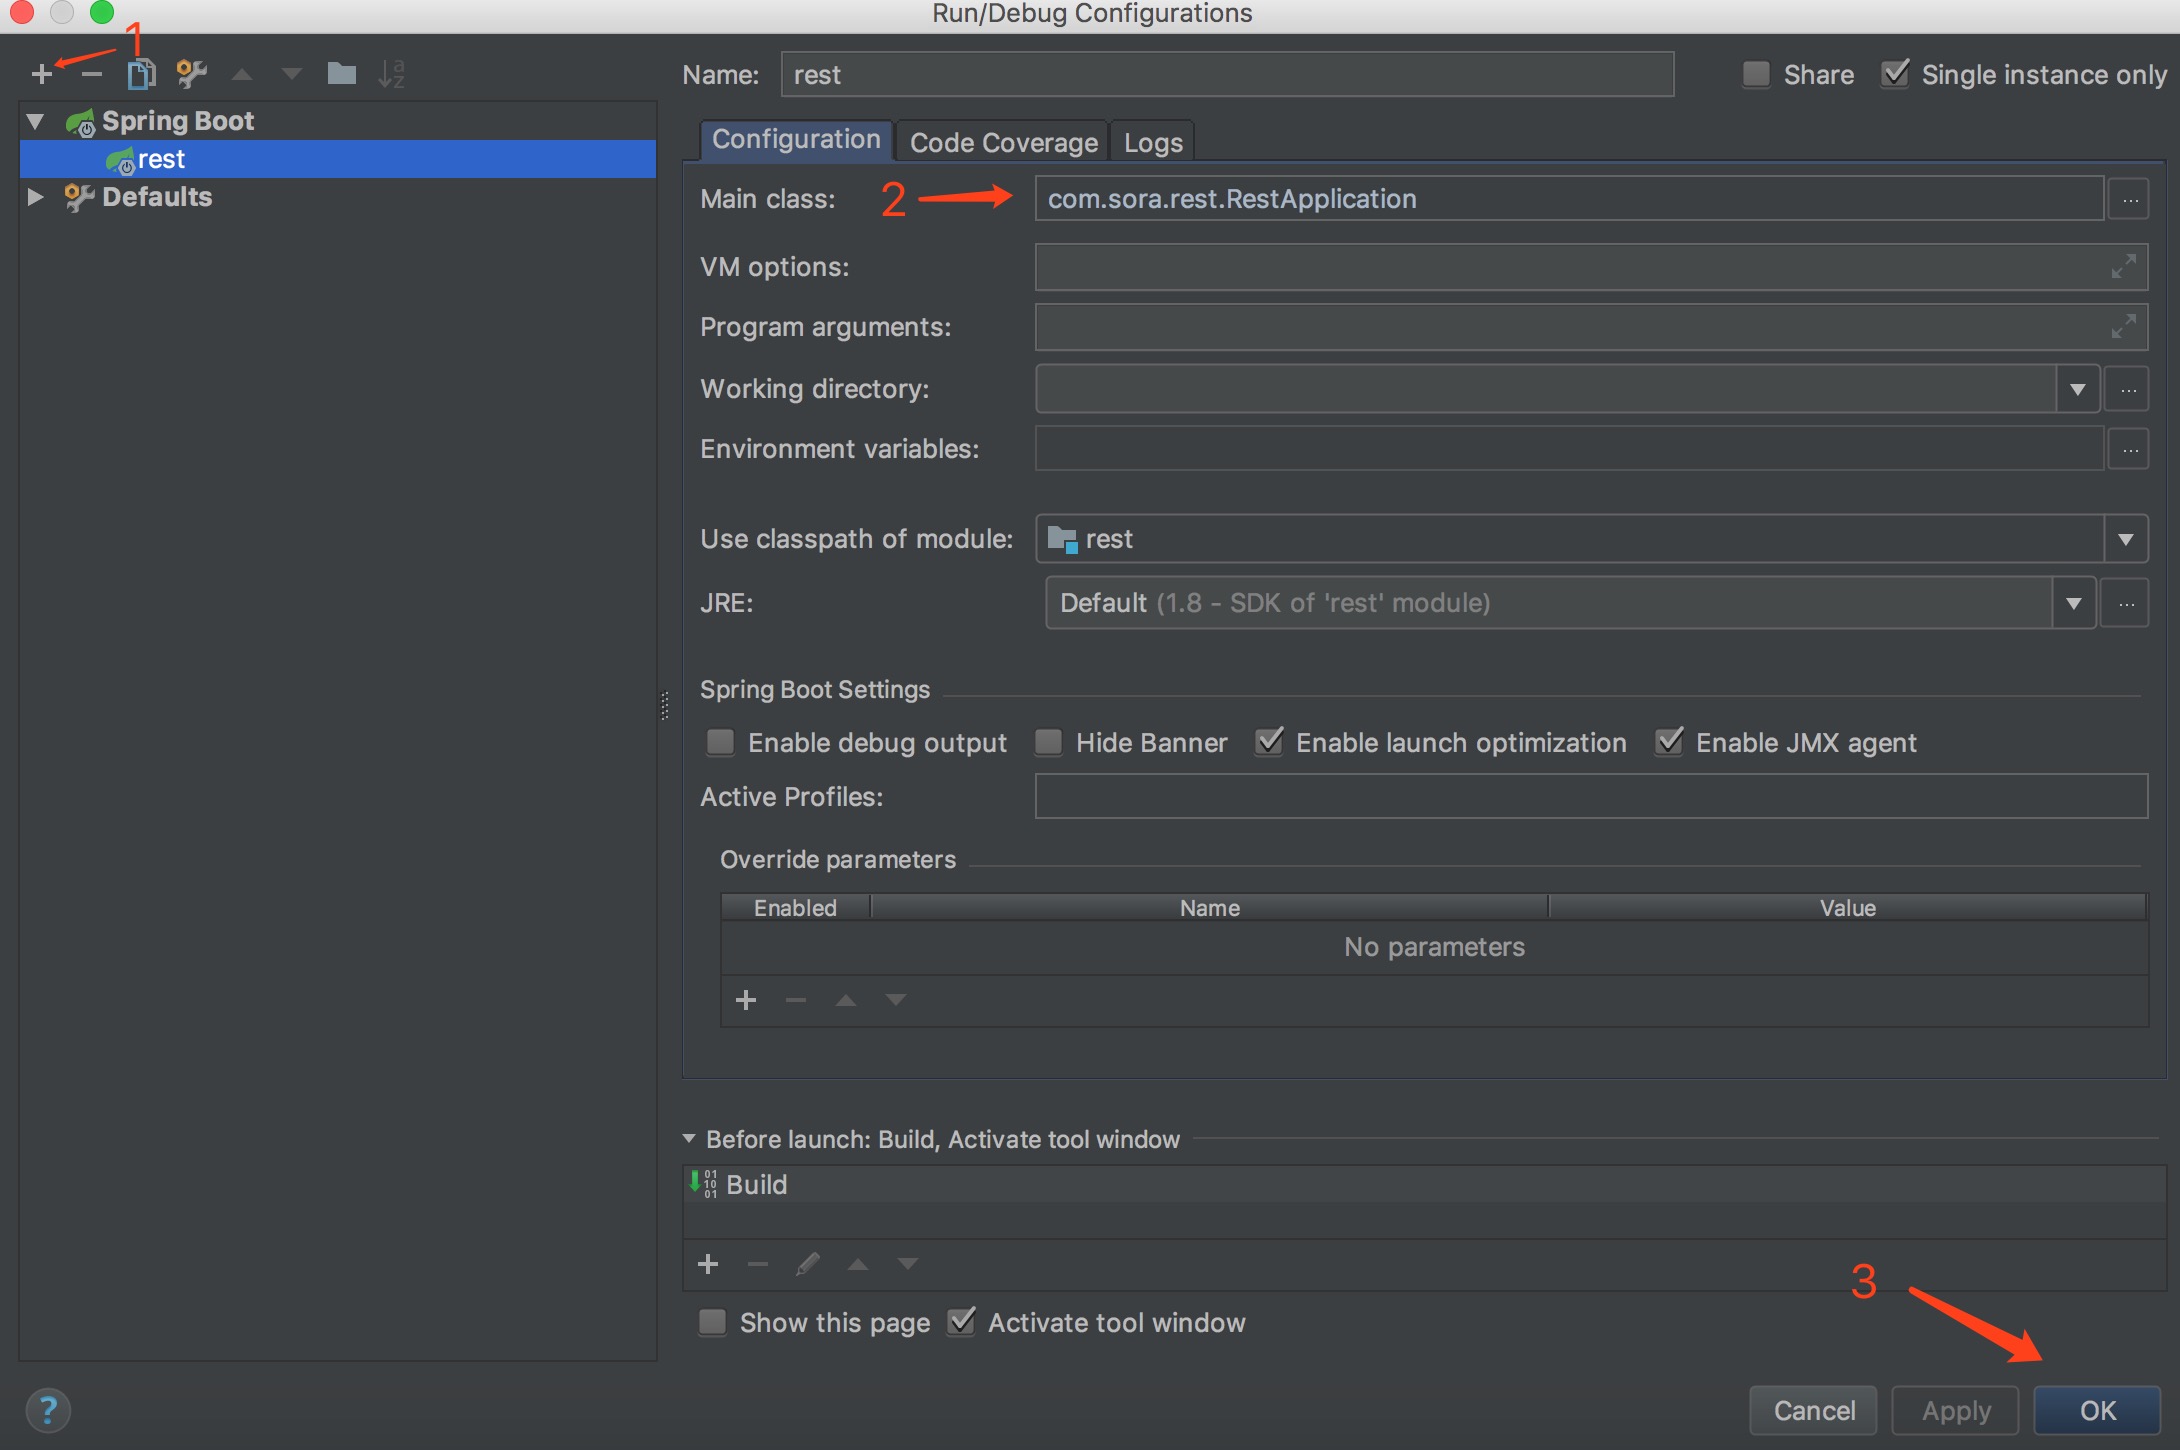 Run/Debug Configurations
1
Name: rest Share Single instance only
Spring Boot
rest
Defaults
Configuration Code Coverage Logs
Main class: 2 com.sora.rest.RestApplication ...
VM options:
Program arguments:
Working directory: ...
Environment variables: ...
Use classpath of module: rest
JRE: Default (1.8 - SDK of 'rest' module) ...
Spring Boot Settings
Enable debug output Hide Banner Enable launch optimization Enable JMX agent
Active Profiles:
Override parameters
Enabled Name Value
No parameters
Before launch: Build, Activate tool window
Build
3
Show this page Activate tool window
? Cancel Apply OK